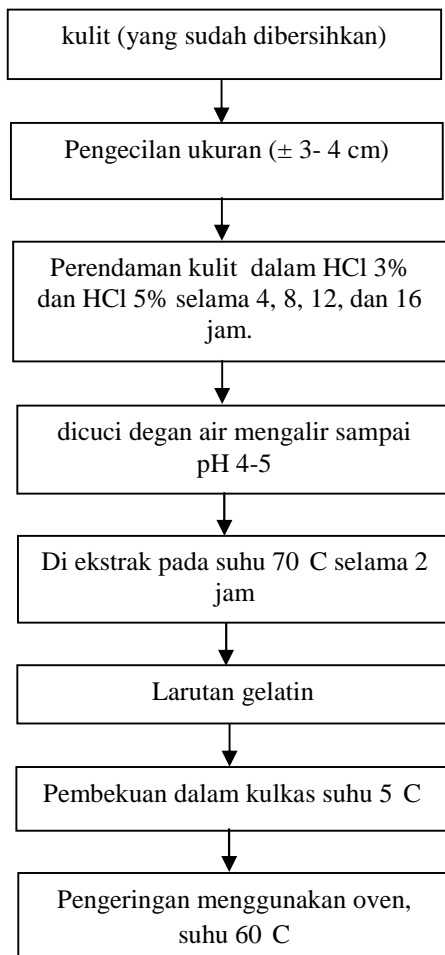 kulit (yang sudah dibersihkan)
Pengecilan ukuran (± 3- 4 cm)
Perendaman kulit dalam HCl 3%
dan HCl 5% selama 4, 8, 12, dan 16
jam.
dicuci degan air mengalir sampai
pH 4-5
Di ekstrak pada suhu 70 C selama 2
jam
Larutan gelatin
Pembekuan dalam kulkas suhu 5 C
Pengeringan menggunakan oven,
suhu 60 C